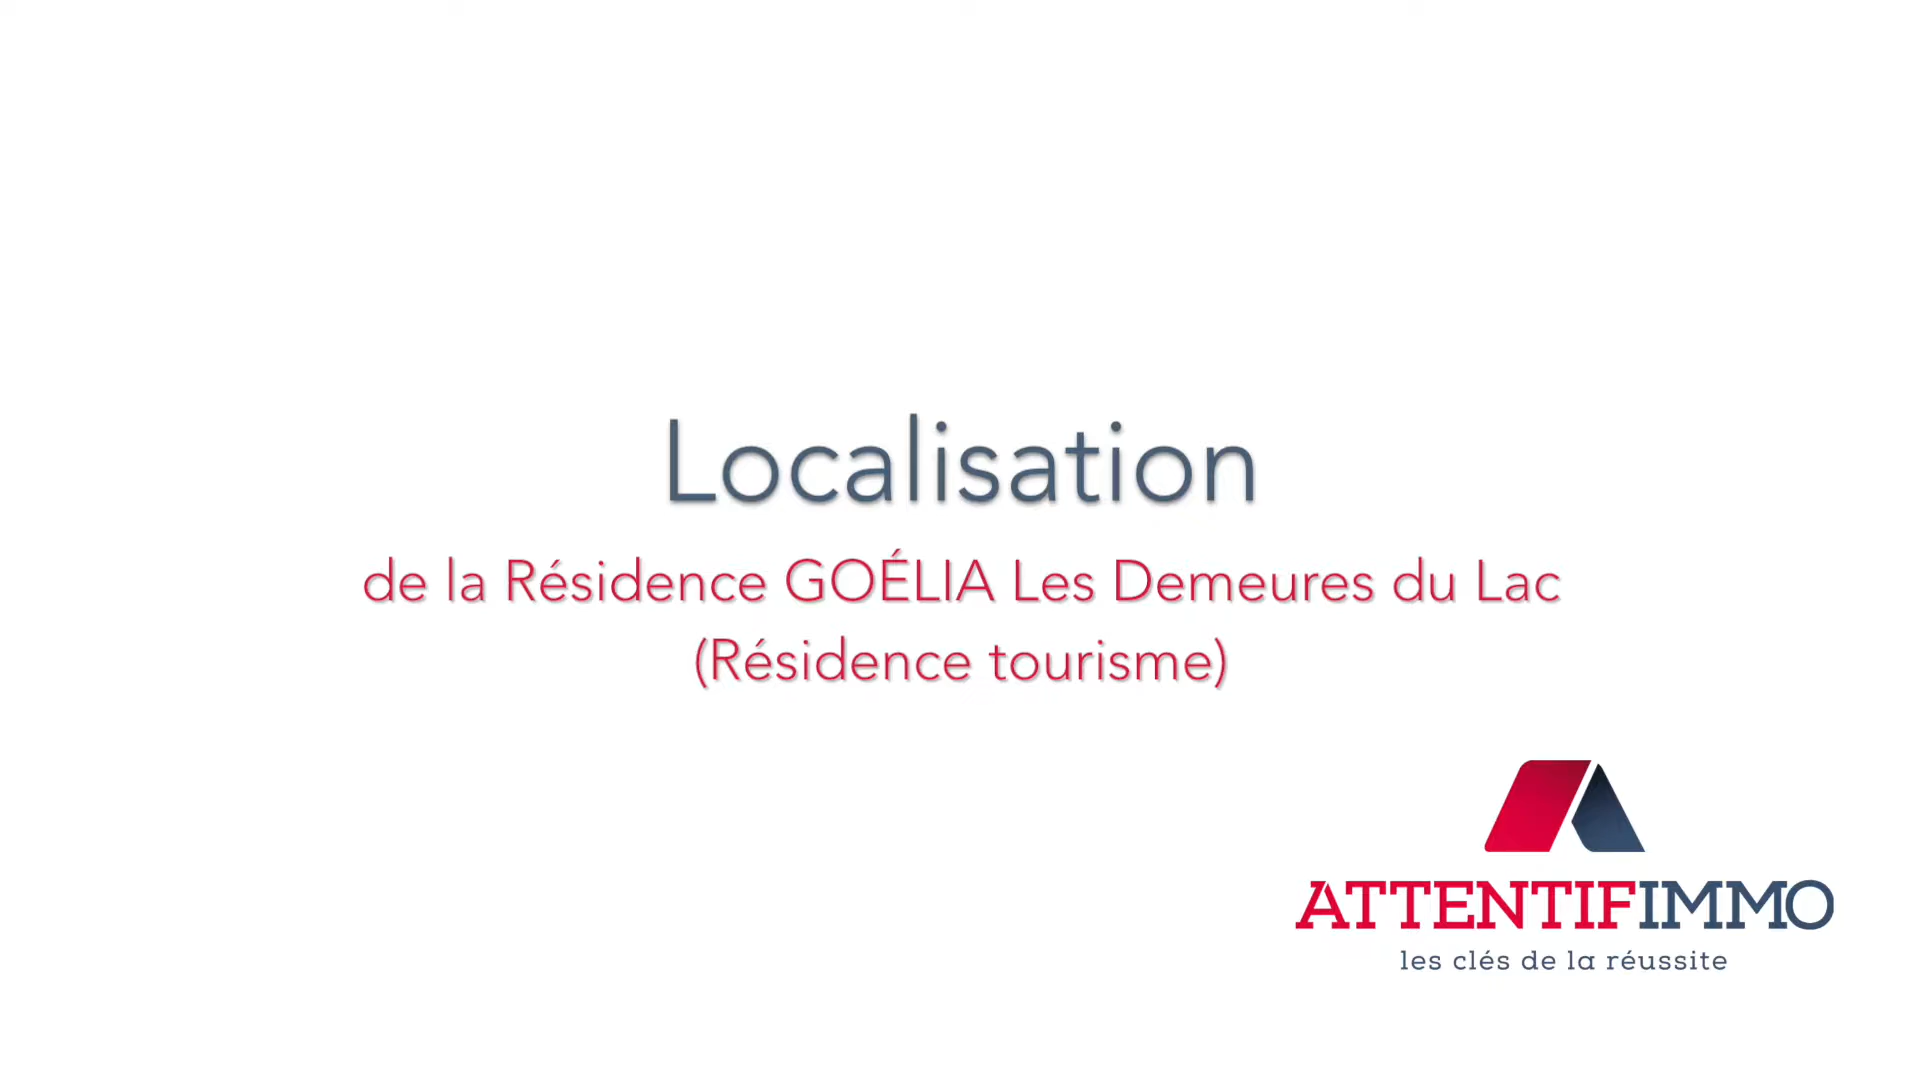 Localisation
de la Résidence GOÉLIA Les Demeures du Lac
(Résidence tourisme)
ATTENTIFIMMO
les clés de la réussite